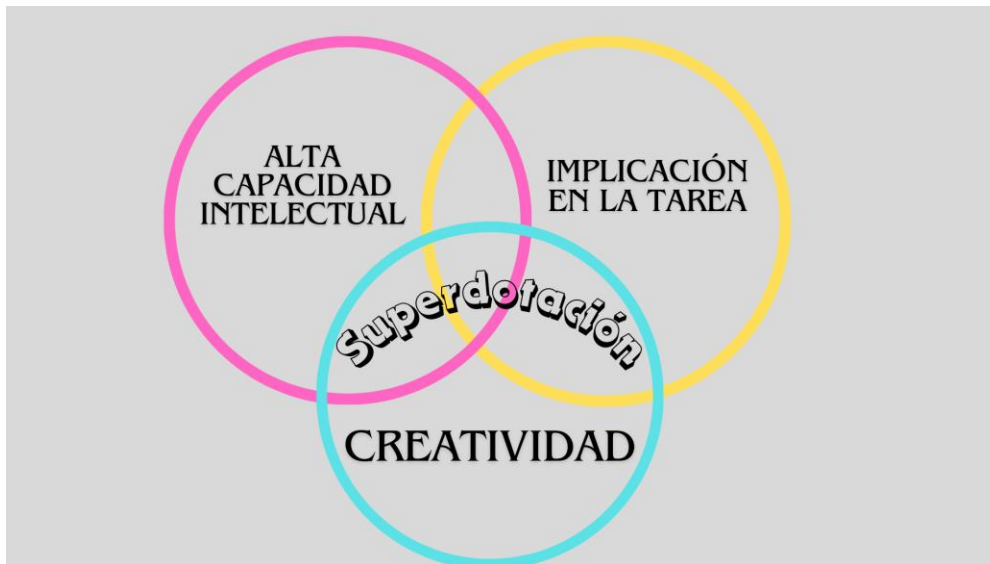 ALTA
CAPACIDAD
INTELECTUAL
IMPLICACIÓN
EN LA TAREA
Superdotación
CREATIVIDAD